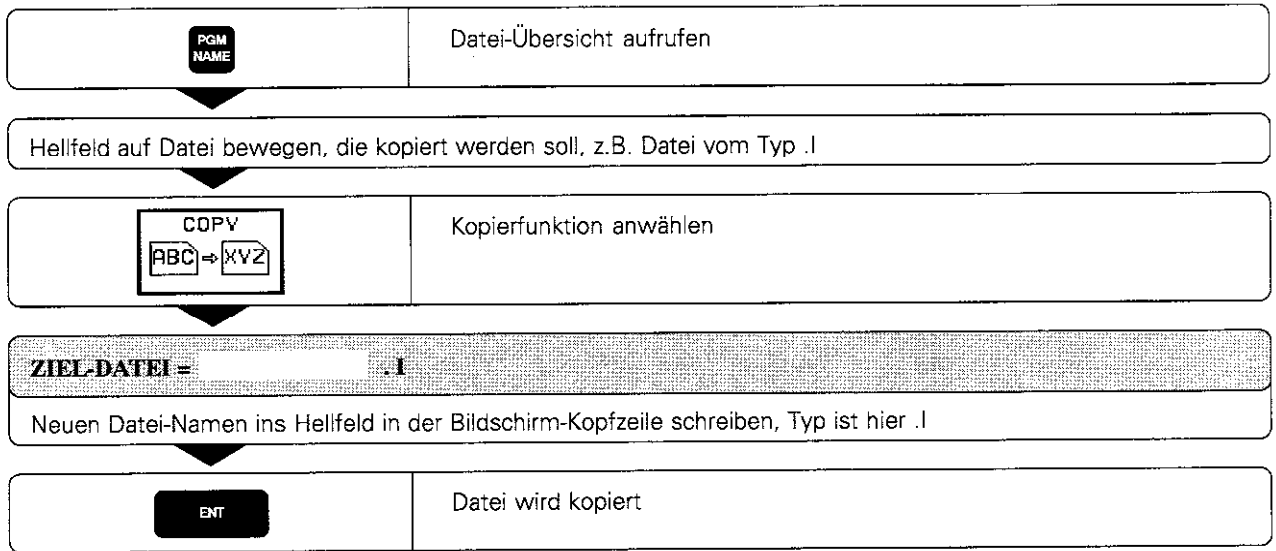 PGM
NAME
Datei-Übersicht aufrufen
Hellfeld auf Datei bewegen, die kopiert werden soll, z.B. Datei vom Typ .I
COPY
ABC ⇒ XYZ
Kopierfunktion anwählen
ZIEL-DATEI = .I
Neuen Datei-Namen ins Hellfeld in der Bildschirm-Kopfzeile schreiben, Typ ist hier .I
ENT
Datei wird kopiert